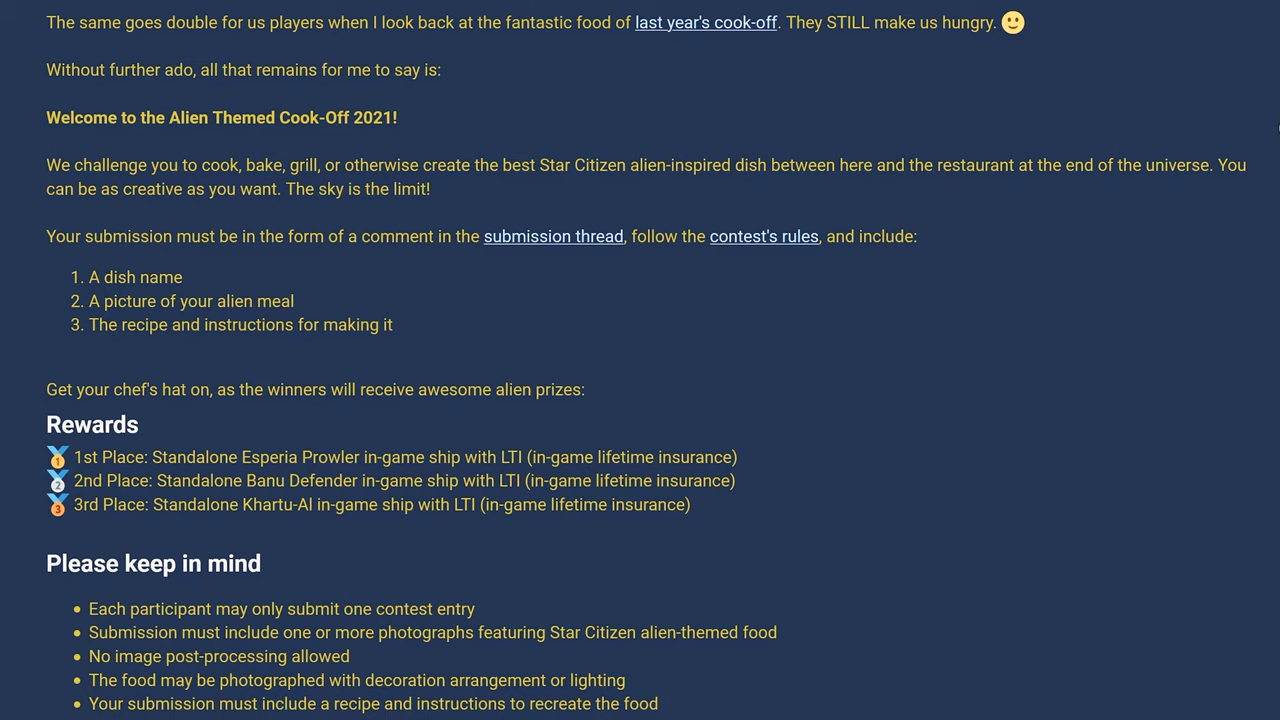 The same goes double for us players when I look back at the fantastic food of last year's cook-off. They STILL make us hungry. 🙂
Without further ado, all that remains for me to say is:
Welcome to the Alien Themed Cook-Off 2021!
We challenge you to cook, bake, grill, or otherwise create the best Star Citizen alien-inspired dish between here and the restaurant at the end of the universe. You
can be as creative as you want. The sky is the limit!
Your submission must be in the form of a comment in the submission thread, follow the contest's rules, and include:
1. A dish name
2. A picture of your alien meal
3. The recipe and instructions for making it
Get your chef's hat on, as the winners will receive awesome alien prizes:
Rewards
🥇 1st Place: Standalone Esperia Prowler in-game ship with LTI (in-game lifetime insurance)
🥈 2nd Place: Standalone Banu Defender in-game ship with LTI (in-game lifetime insurance)
🥉 3rd Place: Standalone Khartu-Al in-game ship with LTI (in-game lifetime insurance)
Please keep in mind
• Each participant may only submit one contest entry
• Submission must include one or more photographs featuring Star Citizen alien-themed food
• No image post-processing allowed
• The food may be photographed with decoration arrangement or lighting
• Your submission must include a recipe and instructions to recreate the food